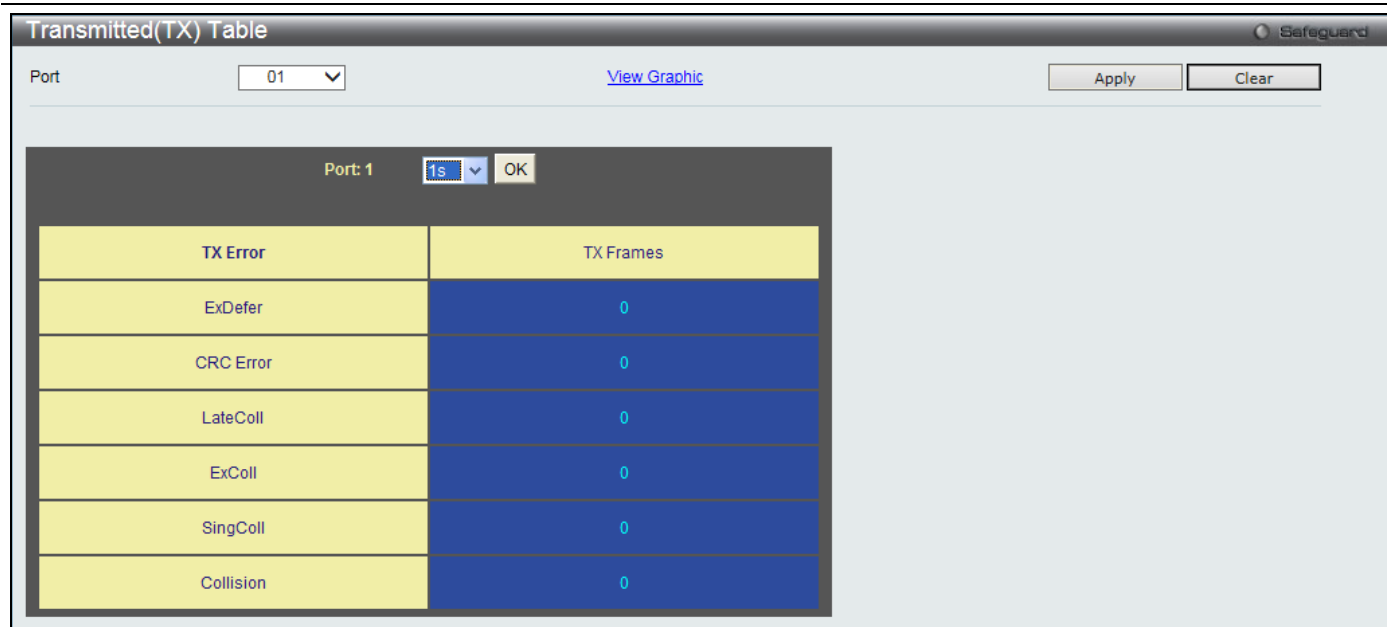 Transmitted(TX) Table Safeguard
Port 01 View Graphic Apply Clear
Port: 1 1s OK
TX Error TX Frames
ExDefer 0
CRC Error 0
LateColl 0
ExColl 0
SingColl 0
Collision 0